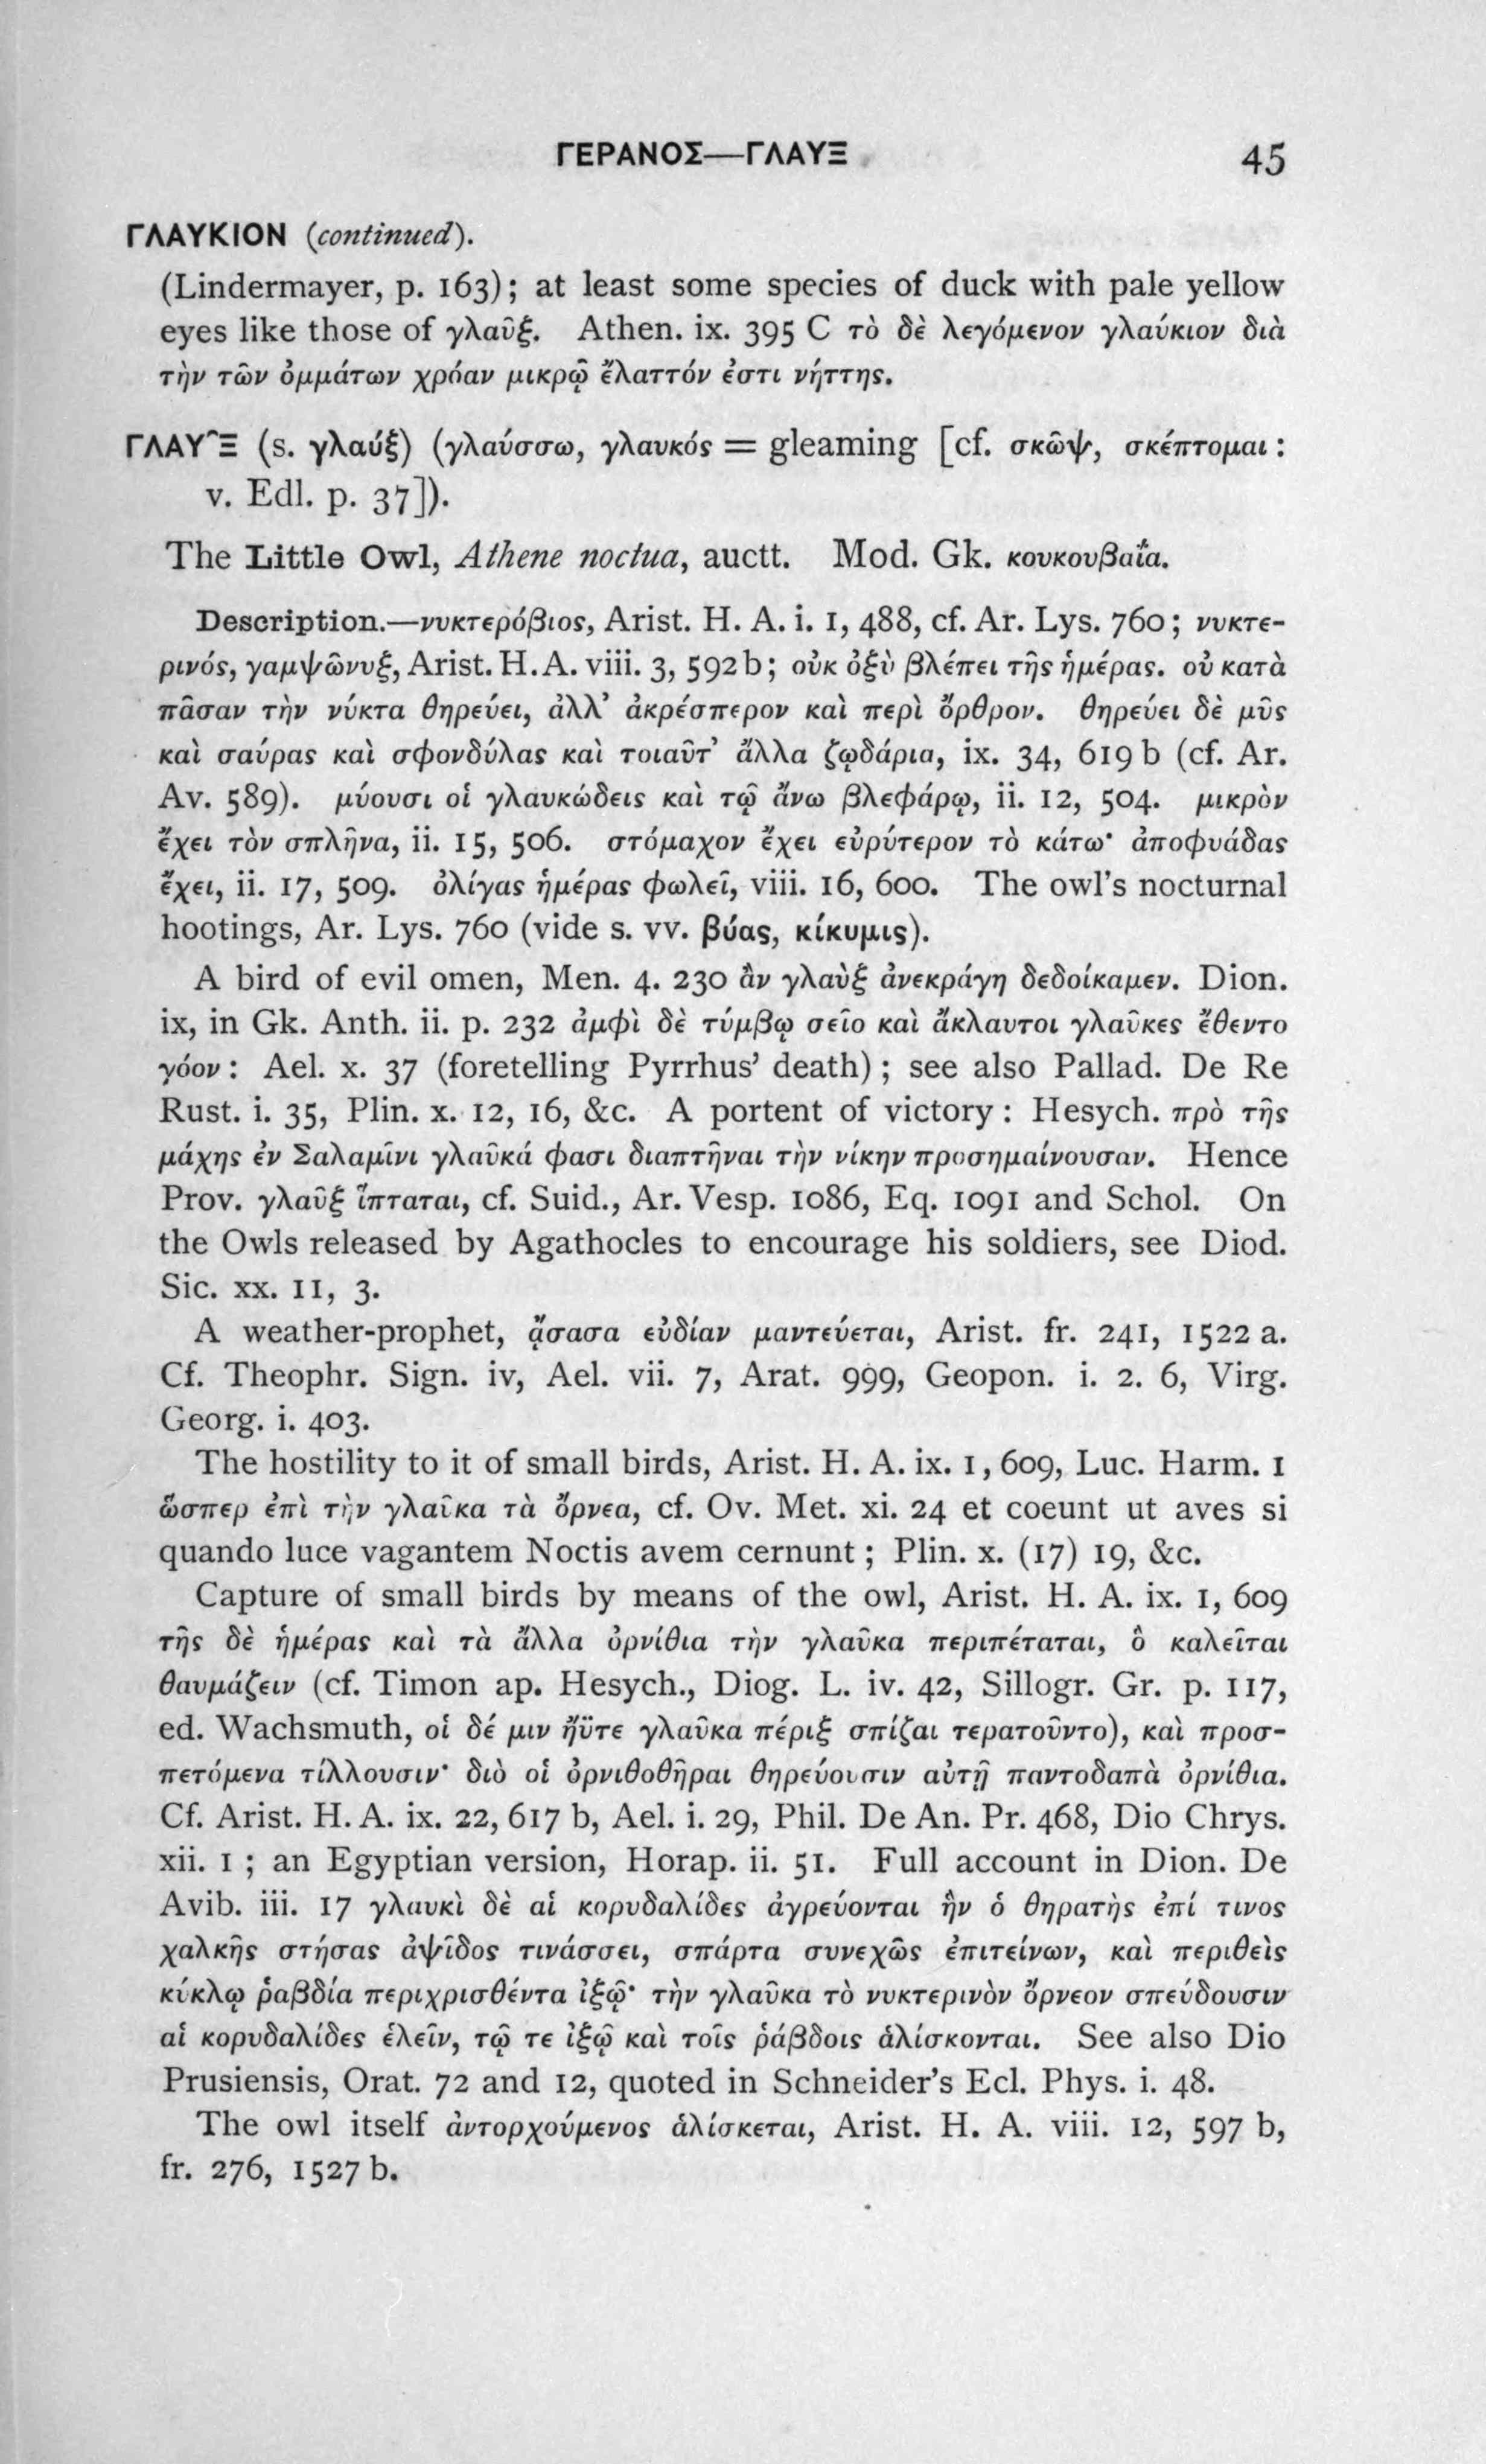 ΓΕΡΑΝΟΣ—ΓΛΑΥΞ 45
ΓΛΑΥΚΙΟΝ (continued).
(Lindermayer, p. 163); at least some species of duck with pale yellow
eyes like those of γλαῦξ. Athen. ix. 395 C τὸ δὲ λεγόμενον γλαύκιον διὰ
τὴν τῶν ὀμμάτων χρόαν μικρῷ ἔλαττόν ἐστι νήττης.
ΓΛΑΥ῀Ξ (s. γλαύξ) (γλαύσσω, γλαυκός = gleaming [cf. σκῶψ, σκέπτομαι :
v. Edl. p. 37]).
The Little Owl, Athene noctua, auctt. Mod. Gk. κουκουβαΐα.
Description.—νυκτερόβιος, Arist. H. A. i. 1, 488, cf. Ar. Lys. 760; νυκτε-
ρινός, γαμψῶνυξ, Arist. H. A. viii. 3, 592 b; οὐκ ὀξὺ βλέπει τῆς ἡμέρας. οὐ κατὰ
πᾶσαν τὴν νύκτα θηρεύει, ἀλλ’ ἀκρέσπερον καὶ περὶ ὄρθρον. θηρεύει δὲ μῦς
καὶ σαύρας καὶ σφονδύλας καὶ τοιαῦτ’ ἄλλα ζῳδάρια, ix. 34, 619 b (cf. Ar.
Av. 589). μύουσι οἱ γλαυκώδεις καὶ τῷ ἄνω βλεφάρῳ, ii. 12, 504. μικρὸν
ἔχει τὸν σπλῆνα, ii. 15, 506. στόμαχον ἔχει εὐρύτερον τὸ κάτω· ἀποφυάδας
ἔχει, ii. 17, 509. ὀλίγας ἡμέρας φωλεῖ, viii. 16, 600. The owl’s nocturnal
hootings, Ar. Lys. 760 (vide s. vv. βύας, κίκυμις).
A bird of evil omen, Men. 4. 230 ἂν γλαὺξ ἀνεκράγη δεδοίκαμεν. Dion.
ix, in Gk. Anth. ii. p. 232 ἀμφὶ δὲ τύμβῳ σεῖο καὶ ἄκλαυτοι γλαῦκες ἔθεντο
γόον : Ael. x. 37 (foretelling Pyrrhus’ death) ; see also Pallad. De Re
Rust. i. 35, Plin. x. 12, 16, &c. A portent of victory : Hesych. πρὸ τῆς
μάχης ἐν Σαλαμῖνι γλαῦκά φασι διαπτῆναι τὴν νίκην προσημαίνουσαν. Hence
Prov. γλαῦξ ἵπταται, cf. Suid., Ar. Vesp. 1086, Eq. 1091 and Schol. On
the Owls released by Agathocles to encourage his soldiers, see Diod.
Sic. xx. 11, 3.
A weather-prophet, ᾄσασα εὐδίαν μαντεύεται, Arist. fr. 241, 1522 a.
Cf. Theophr. Sign. iv, Ael. vii. 7, Arat. 999, Geopon. i. 2. 6, Virg.
Georg. i. 403.
The hostility to it of small birds, Arist. H. A. ix. 1, 609, Luc. Harm. 1
ὥσπερ ἐπὶ τὴν γλαῖκα τὰ ὄρνεα, cf. Ov. Met. xi. 24 et coeunt ut aves si
quando luce vagantem Noctis avem cernunt ; Plin. x. (17) 19, &c.
Capture of small birds by means of the owl, Arist. H. A. ix. 1, 609
τῆς δὲ ἡμέρας καὶ τὰ ἄλλα ὀρνίθια τὴν γλαῦκα περιπέταται, ὃ καλεῖται
θαυμάζειν (cf. Timon ap. Hesych., Diog. L. iv. 42, Sillogr. Gr. p. 117,
ed. Wachsmuth, οἱ δέ μιν ἠΰτε γλαῦκα πέριξ σπίζαι τερατοῦντο), καὶ προσ-
πετόμενα τίλλουσιν· διὸ οἱ ὀρνιθοθῆραι θηρεύουσιν αὐτῇ παντοδαπὰ ὀρνίθια.
Cf. Arist. H. A. ix. 22, 617 b, Ael. i. 29, Phil. De An. Pr. 468, Dio Chrys.
xii. 1 ; an Egyptian version, Horap. ii. 51. Full account in Dion. De
Avib. iii. 17 γλαυκὶ δὲ αἱ κορυδαλίδες ἀγρεύονται ἢν ὁ θηρατὴς ἐπί τινος
χαλκῆς στήσας ἀψῖδος τινάσσει, σπάρτα συνεχῶς ἐπιτείνων, καὶ περιθεὶς
κύκλῳ ῥαβδία περιχρισθέντα ἰξῷ· τὴν γλαῦκα τὸ νυκτερινὸν ὄρνεον σπεύδουσιν
αἱ κορυδαλίδες ἑλεῖν, τῷ τε ἰξῷ καὶ τοῖς ῥάβδοις ἁλίσκονται. See also Dio
Prusiensis, Orat. 72 and 12, quoted in Schneider’s Ecl. Phys. i. 48.
The owl itself ἀντορχούμενος ἁλίσκεται, Arist. H. A. viii. 12, 597 b,
fr. 276, 1527 b.